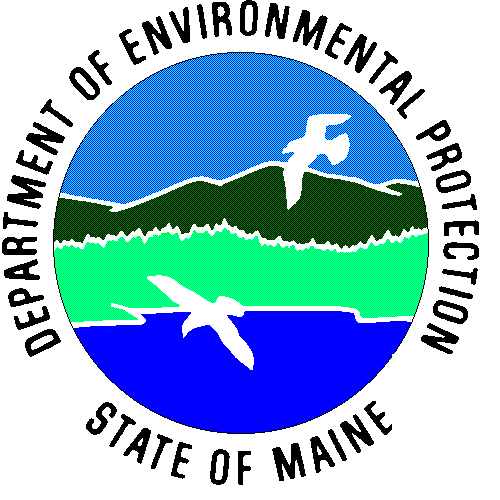 DEPARTMENT OF ENVIRONMENTAL PROTECTION
STATE OF MAINE